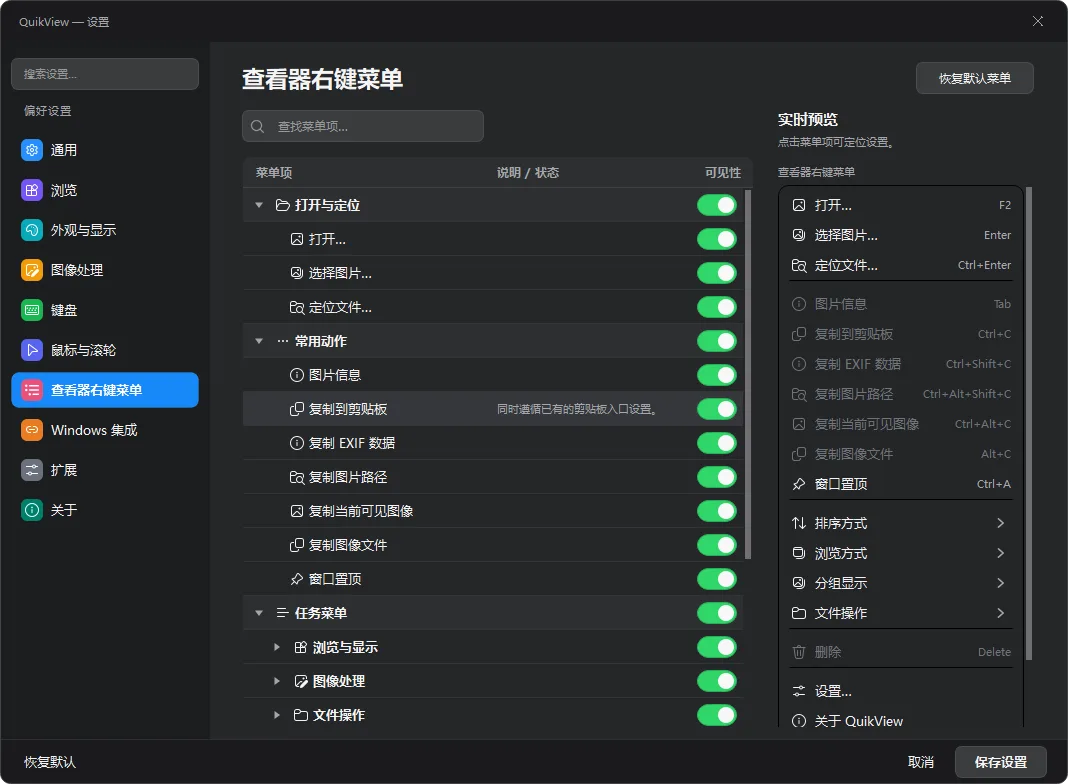 QuikView — 设置
搜索设置...
偏好设置
通用
浏览
外观与显示
图像处理
键盘
鼠标与滚轮
查看器右键菜单
Windows 集成
扩展
关于
查看器右键菜单
恢复默认菜单
查找菜单项...
菜单项 说明 / 状态 可见性
打开与定位
打开...
选择图片...
定位文件...
常用动作
图片信息
复制到剪贴板 同时遵循已有的剪贴板入口设置。
复制 EXIF 数据
复制图片路径
复制当前可见图像
复制图像文件
窗口置顶
任务菜单
浏览与显示
图像处理
文件操作
实时预览
点击菜单项可定位设置。
查看器右键菜单
打开... F2
选择图片... Enter
定位文件... Ctrl+Enter
图片信息 Tab
复制到剪贴板 Ctrl+C
复制 EXIF 数据 Ctrl+Shift+C
复制图片路径 Ctrl+Alt+Shift+C
复制当前可见图像 Ctrl+Alt+C
复制图像文件 Alt+C
窗口置顶 Ctrl+A
排序方式
浏览方式
分组显示
文件操作
删除 Delete
设置...
关于 QuikView
恢复默认
取消
保存设置